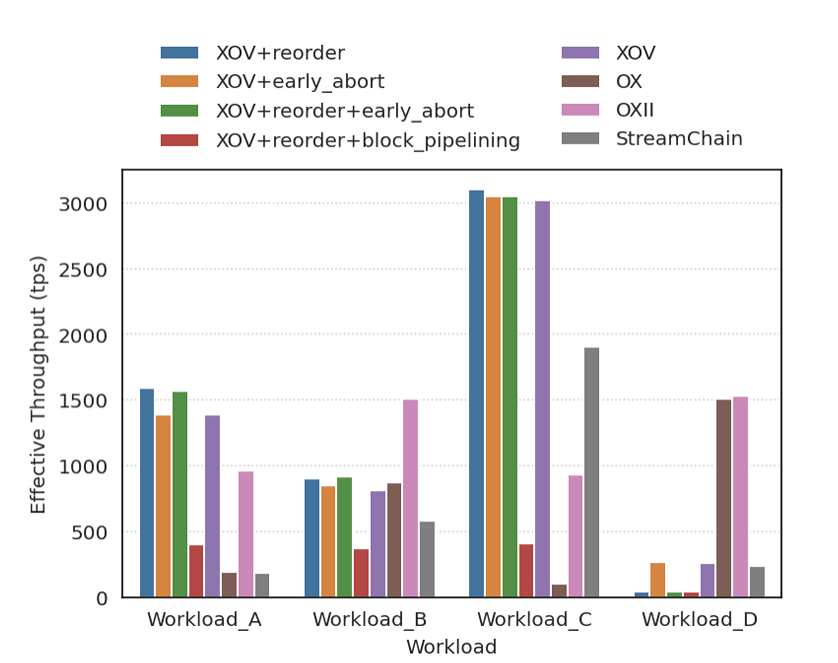 XOV+reorder
XOV+early_abort
XOV+reorder+early_abort
XOV+reorder+block_pipelining
XOV
OX
OXII
StreamChain
Effective Throughput (tps)
3000
2500
2000
1500
1000
500
0
Workload_A
Workload_B
Workload_C
Workload_D
Workload